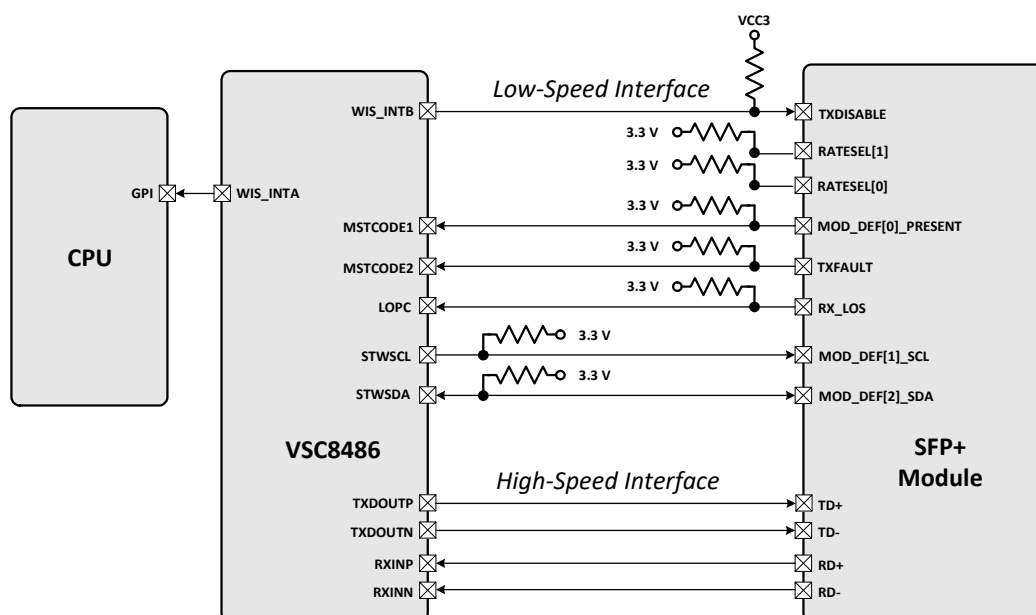 VCC3
Low-Speed Interface
WIS_INTB
TXDISABLE
3.3 V
RATESEL[1]
3.3 V
RATESEL[0]
GPI
WIS_INTA
3.3 V
MSTCODE1
MOD_DEF[0]_PRESENT
3.3 V
CPU
MSTCODE2
TXFAULT
3.3 V
LOPC
RX_LOS
3.3 V
STWSCL
MOD_DEF[1]_SCL
3.3 V
STWSDA
MOD_DEF[2]_SDA
VSC8486
SFP+
Module
High-Speed Interface
TXDOUTP
TD+
TXDOUTN
TD-
RXINP
RD+
RXINN
RD-